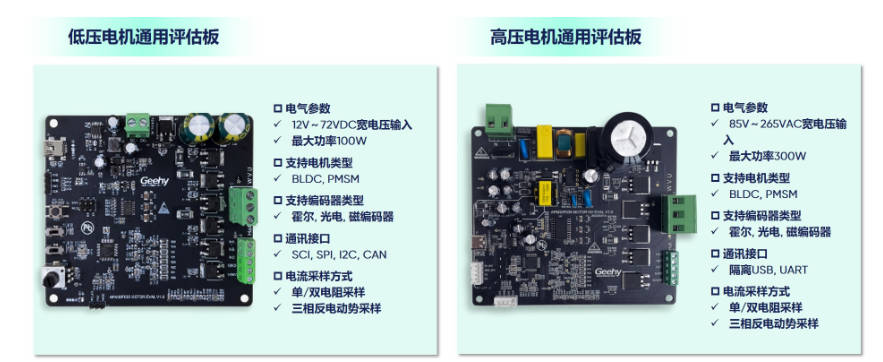 低压电机通用评估板
高压电机通用评估板
Geehy
W V U
电气参数
✓ 12V~72VDC宽电压输入
✓ 最大功率100W
支持电机类型
✓ BLDC, PMSM
支持编码器类型
✓ 霍尔, 光电, 磁编码器
通讯接口
✓ SCI, SPI, I2C, CAN
电流采样方式
✓ 单/双电阻采样
✓ 三相反电动势采样
W V U
Geehy
电气参数
✓ 85V~265VAC宽电压输
入
✓ 最大功率300W
支持电机类型
✓ BLDC, PMSM
支持编码器类型
✓ 霍尔, 光电, 磁编码器
通讯接口
✓ 隔离USB, UART
电流采样方式
✓ 单/双电阻采样
✓ 三相反电动势采样